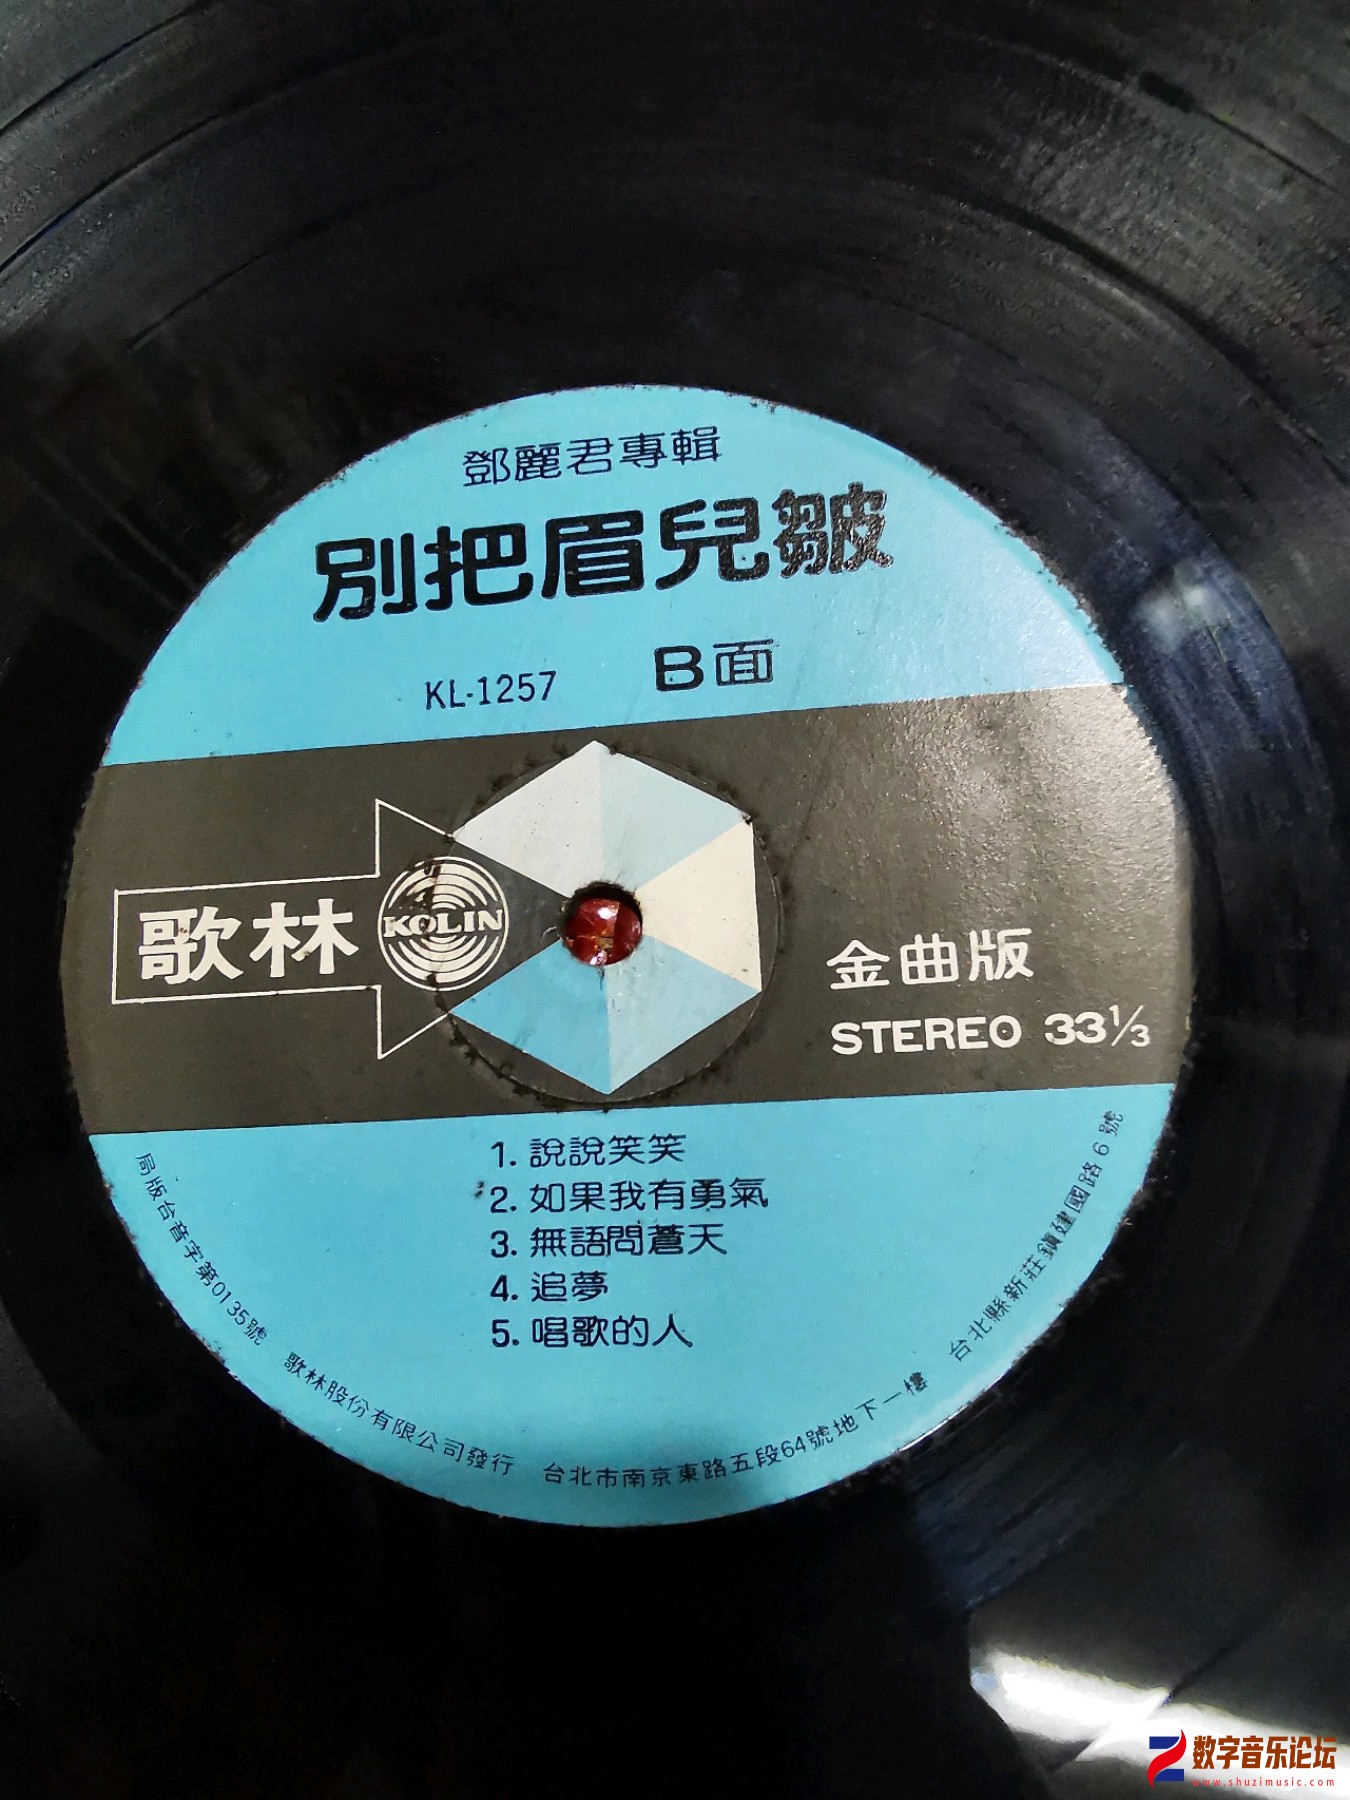 鄧麗君專輯
別把眉兒皺
KL-1257 B面
歌林 KOLIN
金曲版
STEREO 33⅓
1. 說說笑笑
2. 如果我有勇氣
3. 無語問蒼天
4. 追夢
5. 唱歌的人
局版台音字第0135號 歌林股份有限公司發行 台北市南京東路五段64號地下一樓 台北縣新莊鎮建國路6號
数字音乐论坛
www.shuzimusic.com